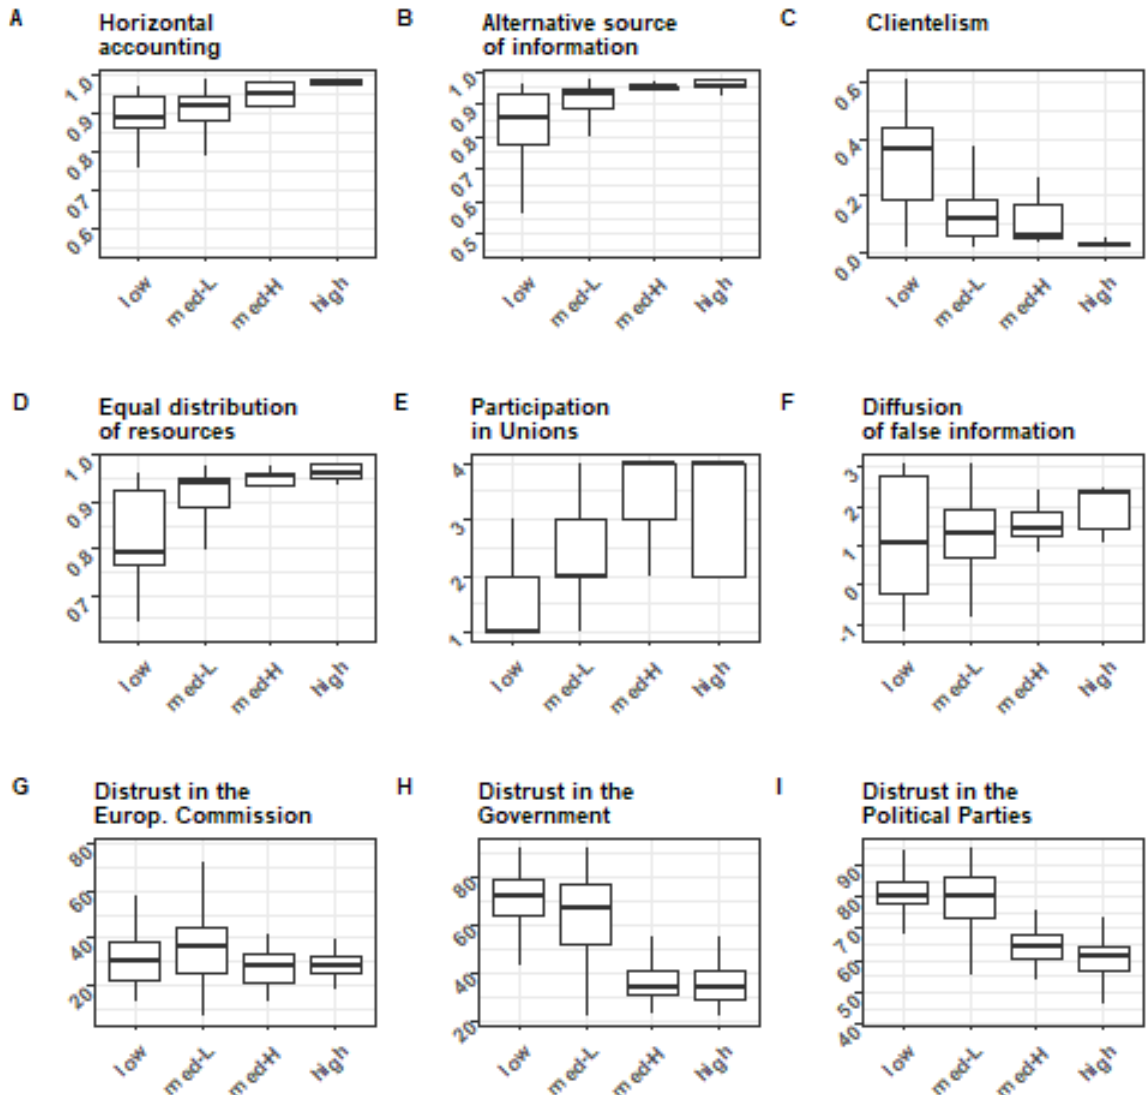 A Horizontal accounting
B Alternative source of information
C Clientelism
1.0
0.9
0.8
0.7
0.6
low med-L med-H high
1.0
0.9
0.8
0.7
0.6
0.5
low med-L med-H high
0.6
0.4
0.2
0.0
low med-L med-H high
D Equal distribution of resources
E Participation in Unions
F Diffusion of false information
1.0
0.9
0.8
0.7
low med-L med-H high
4
3
2
1
low med-L med-H high
3
2
1
0
-1
low med-L med-H high
G Distrust in the Europ. Commission
H Distrust in the Government
I Distrust in the Political Parties
80
60
40
20
low med-L med-H high
80
60
40
20
low med-L med-H high
90
80
70
60
50
40
low med-L med-H high